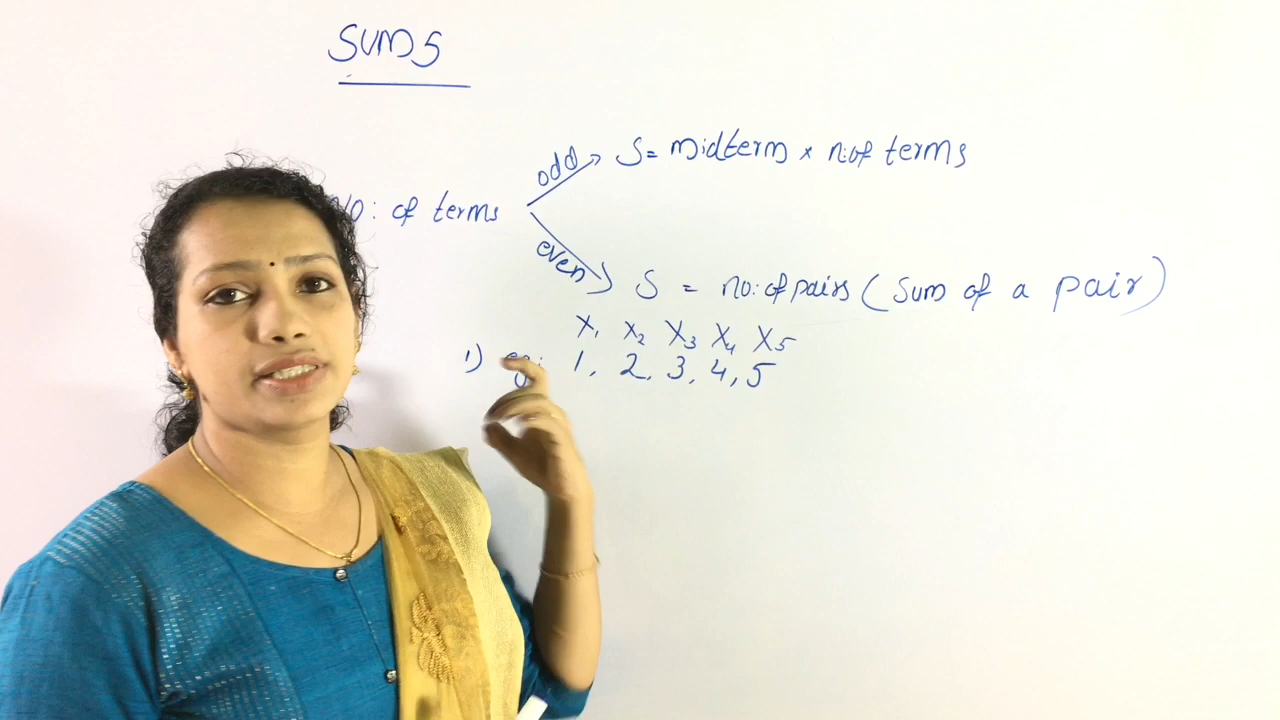 SUMS
odd S = midterm × n:of terms
No: of terms
even S = no: of pairs (sum of a pair)
X₁ X₂ X₃ X₄ X₅
1) eg: 1, 2, 3, 4, 5